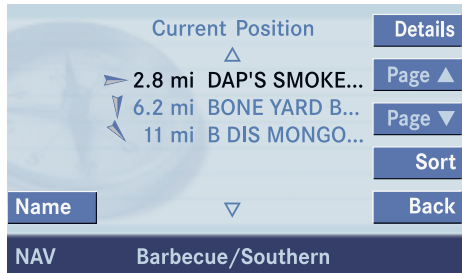 Current Position
Details
2.8 mi DAP'S SMOKE...
Page ▲
6.2 mi BONE YARD B...
Page ▼
11 mi B DIS MONGO...
Sort
Name
Back
NAV Barbecue/Southern